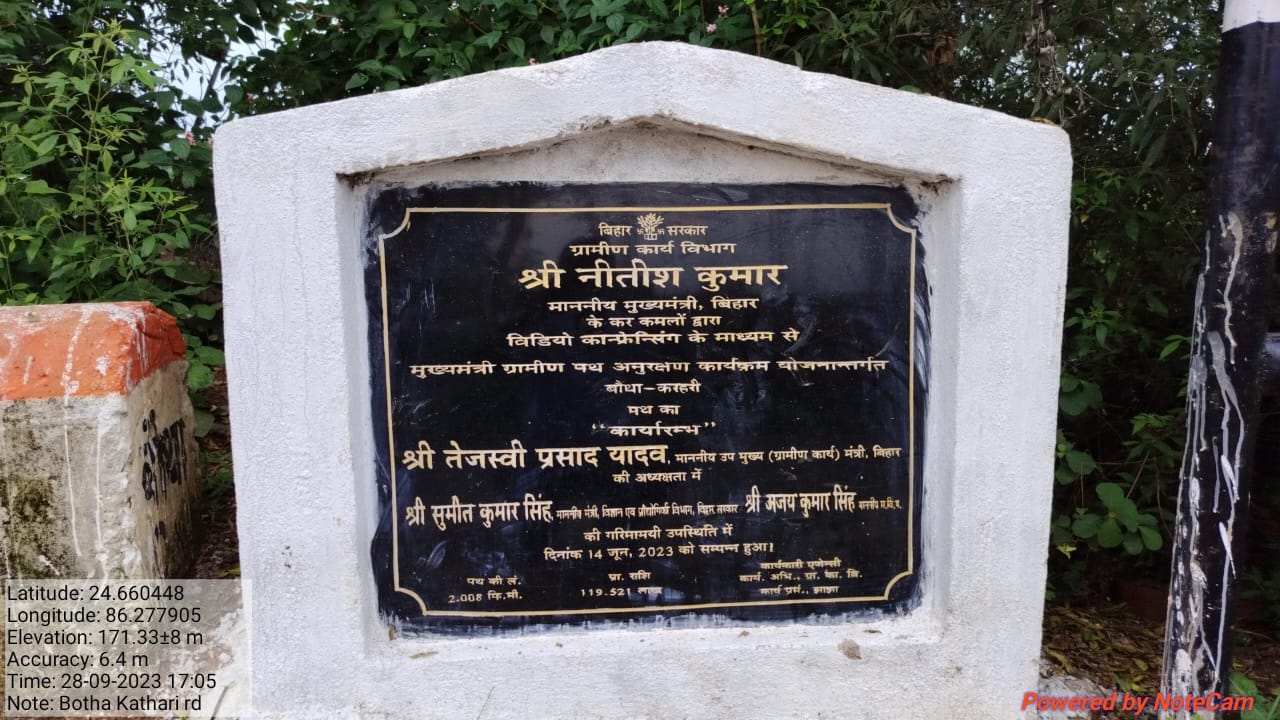 बिहार सरकार
ग्रामीण कार्य विभाग
श्री नीतीश कुमार
माननीय मुख्यमंत्री, बिहार
के कर कमलों द्वारा
विडियो कान्फ्रेन्सिंग के माध्यम से
मुख्यमंत्री ग्रामीण पथ अनुरक्षण कार्यक्रम योजनान्तर्गत
बोथा-करहरी
पथ का
"कार्यारम्भ"
श्री तेजस्वी प्रसाद यादव, माननीय उप मुख्य (ग्रामीण कार्य) मंत्री, बिहार
की अध्यक्षता में
श्री सुमीत कुमार सिंह, माननीय मंत्री, विज्ञान एवं प्रौद्योगिकी विभाग, बिहार सरकार श्री अजय कुमार सिंह
की गरिमामयी उपस्थिति में
दिनांक 14 जून, 2023 को सम्पन्न हुआ।
पथ की लं. प्रा. राशि कार्यकारी एजेन्सी
2.008 कि.मी. 119.521 लाख कार्य. अभि., ग्रा. का. वि.
कार्य प्रमं., झाझा
Latitude: 24.660448
Longitude: 86.277905
Elevation: 171.33±8 m
Accuracy: 6.4 m
Time: 28-09-2023 17:05
Note: Botha Kathari rd
Powered by NoteCam